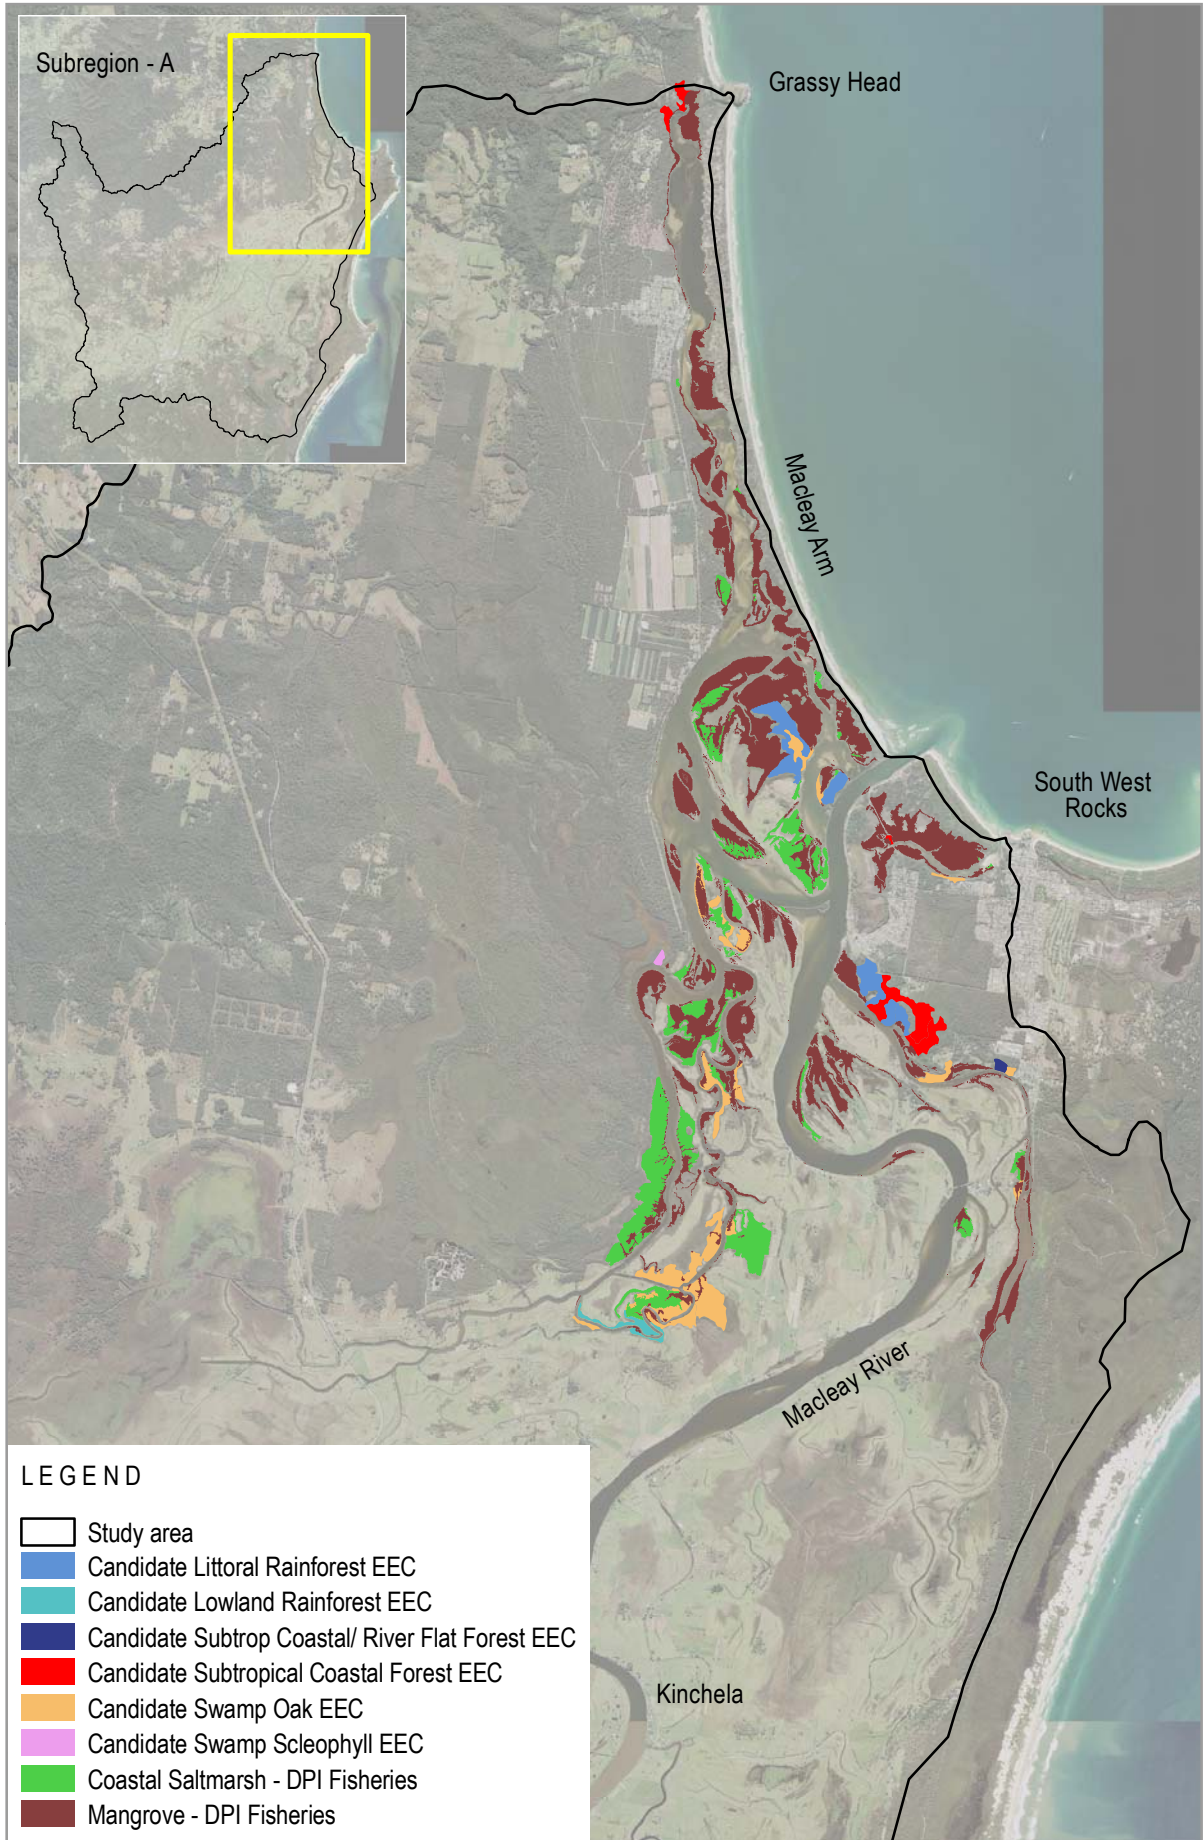 Subregion - A
Grassy Head
Macleay Arm
South West
Rocks
Macleay River
Kinchela
LEGEND
Study area
Candidate Littoral Rainforest EEC
Candidate Lowland Rainforest EEC
Candidate Subtrop Coastal/ River Flat Forest EEC
Candidate Subtropical Coastal Forest EEC
Candidate Swamp Oak EEC
Candidate Swamp Scleophyll EEC
Coastal Saltmarsh - DPI Fisheries
Mangrove - DPI Fisheries